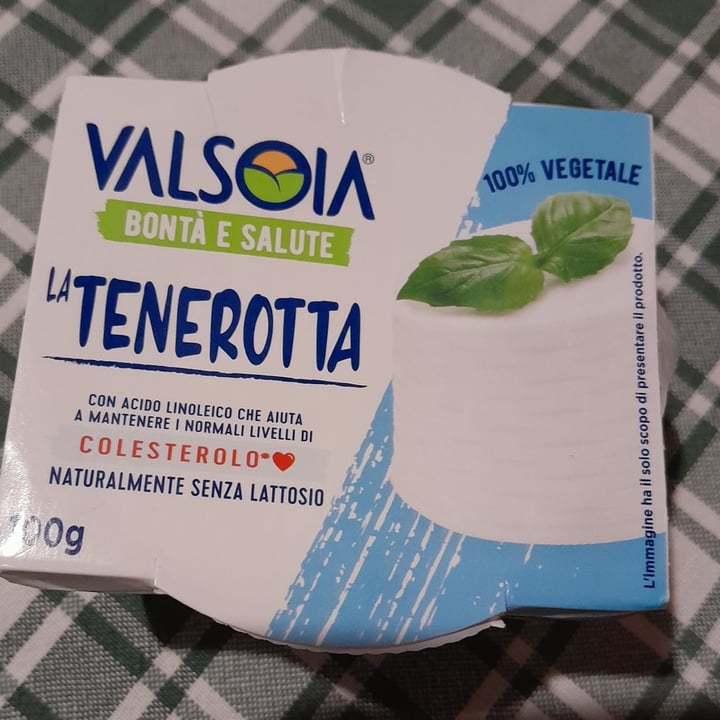 VALSOIA®
BONTÀ E SALUTE
LA TENEROTTA
CON ACIDO LINOLEICO CHE AIUTA
A MANTENERE I NORMALI LIVELLI DI
COLESTEROLO*
NATURALMENTE SENZA LATTOSIO
100g
100% VEGETALE
L'immagine ha il solo scopo di presentare il prodotto.